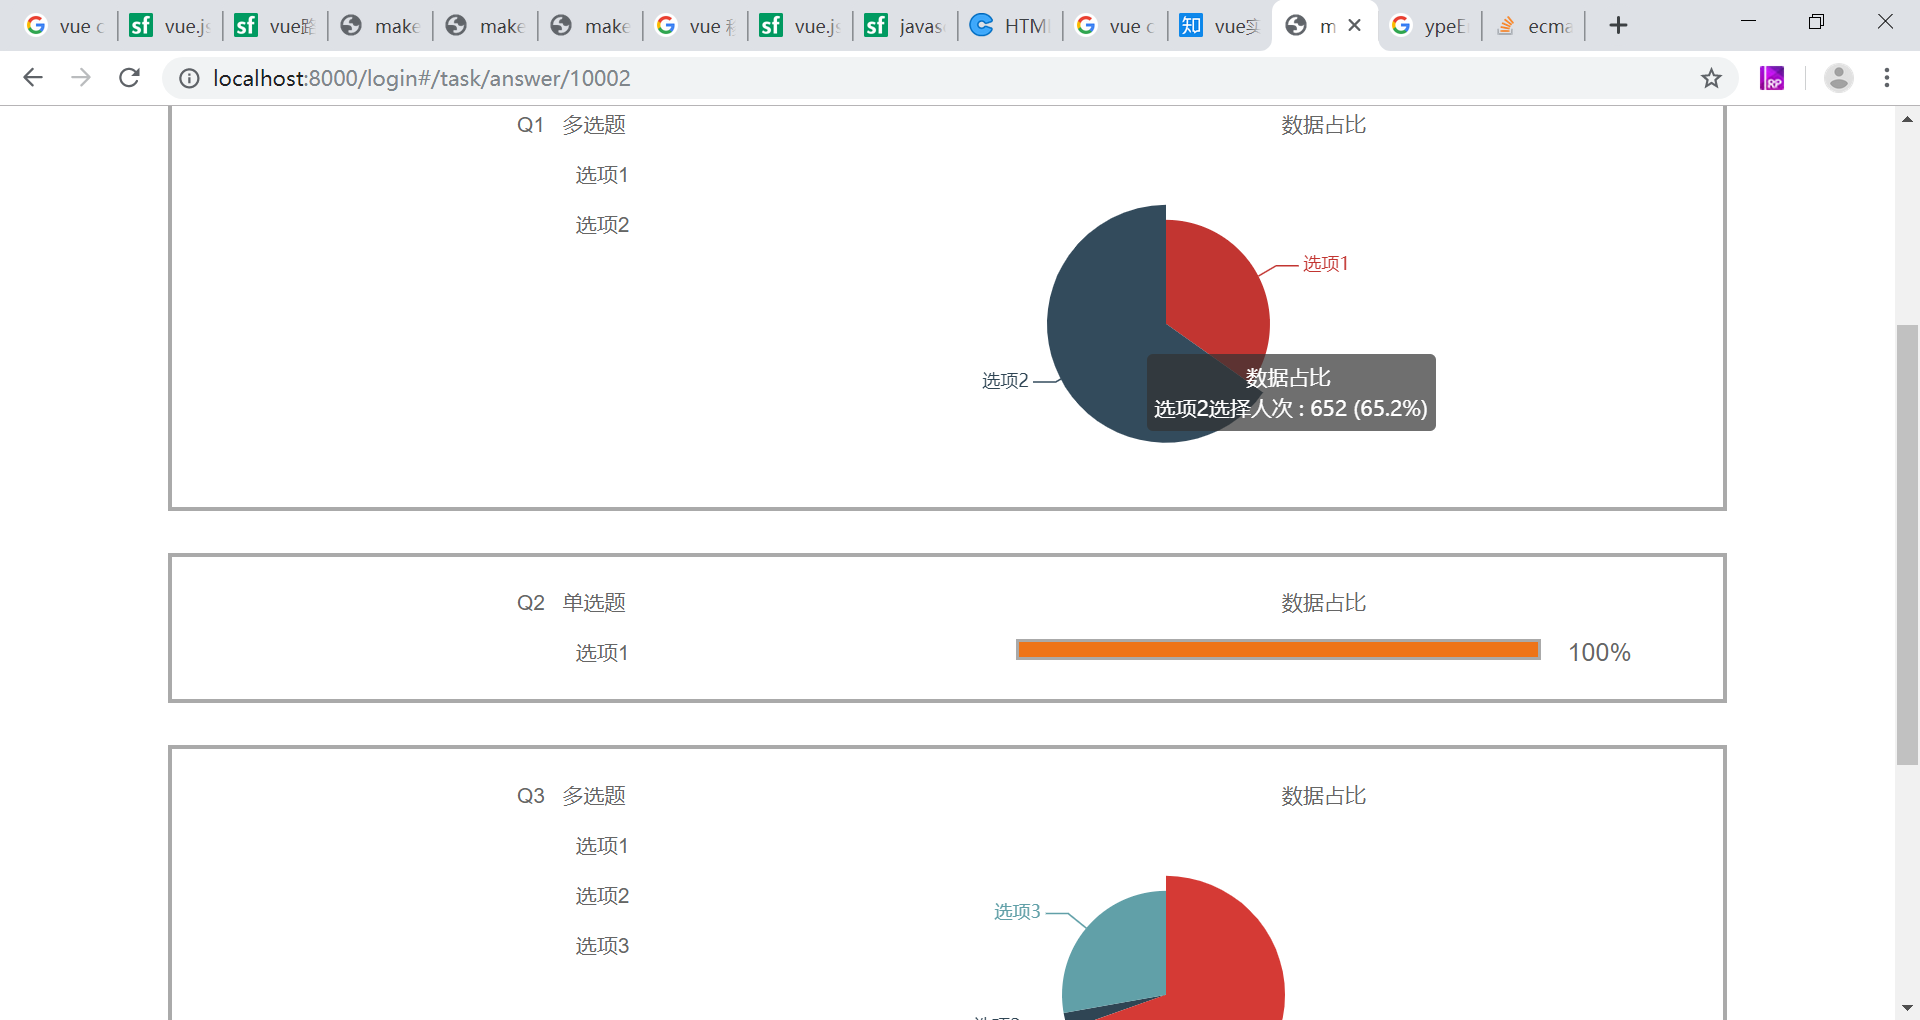 vue c
vue.js
vue路
make
make
make
vue
vue.js
javas
HTM
vue c
vue实
m
ypeE
ecma
localhost:8000/login#/task/answer/10002
RP
Q1 多选题
数据占比
选项1
选项2
选项1
选项2
数据占比
选项2选择人次 : 652 (65.2%)
Q2 单选题
数据占比
选项1
100%
Q3 多选题
数据占比
选项1
选项2
选项3
选项3